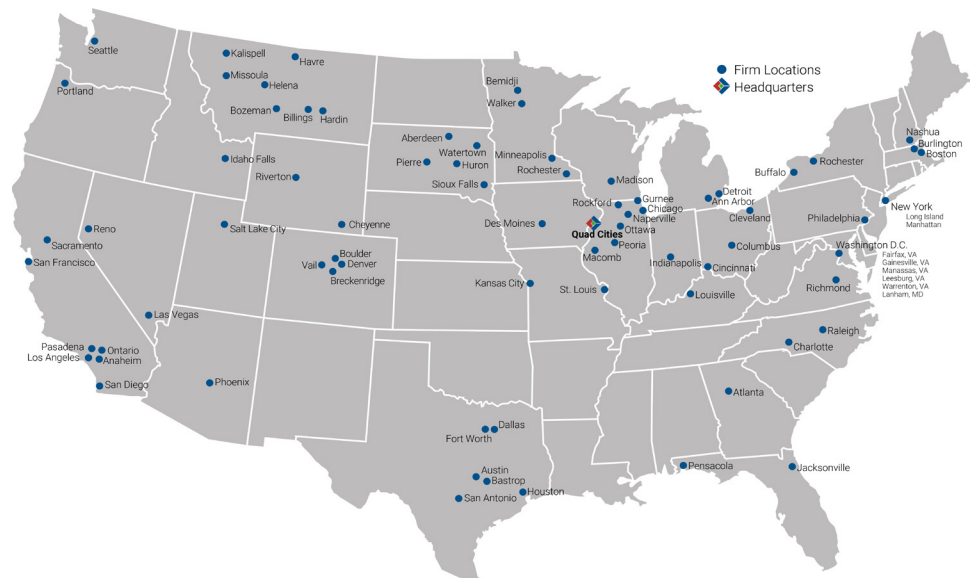 Seattle
Portland
Kalispell
Havre
Missoula
Helena
Bozeman
Billings
Hardin
Idaho Falls
Riverton
Bemidji
Walker
Aberdeen
Watertown
Pierre
Huron
Sioux Falls
Minneapolis
Rochester
Firm Locations
Headquarters
Madison
Rockford
Gurnee
Chicago
Naperville
Ottawa
Quad Cities
Peoria
Macomb
Des Moines
Detroit
Ann Arbor
Cleveland
Columbus
Cincinnati
Indianapolis
Louisville
Buffalo
Rochester
Nashua
Burlington
Boston
New York
Long Island
Manhattan
Philadelphia
Washington D.C.
Fairfax, VA
Gainesville, VA
Manassas, VA
Leesburg, VA
Warrenton, VA
Lanham, MD
Richmond
Raleigh
Charlotte
Reno
Sacramento
San Francisco
Salt Lake City
Cheyenne
Boulder
Vail
Denver
Breckenridge
Kansas City
St. Louis
Las Vegas
Pasadena
Ontario
Los Angeles
Anaheim
San Diego
Phoenix
Dallas
Fort Worth
Austin
Bastrop
San Antonio
Houston
Atlanta
Pensacola
Jacksonville